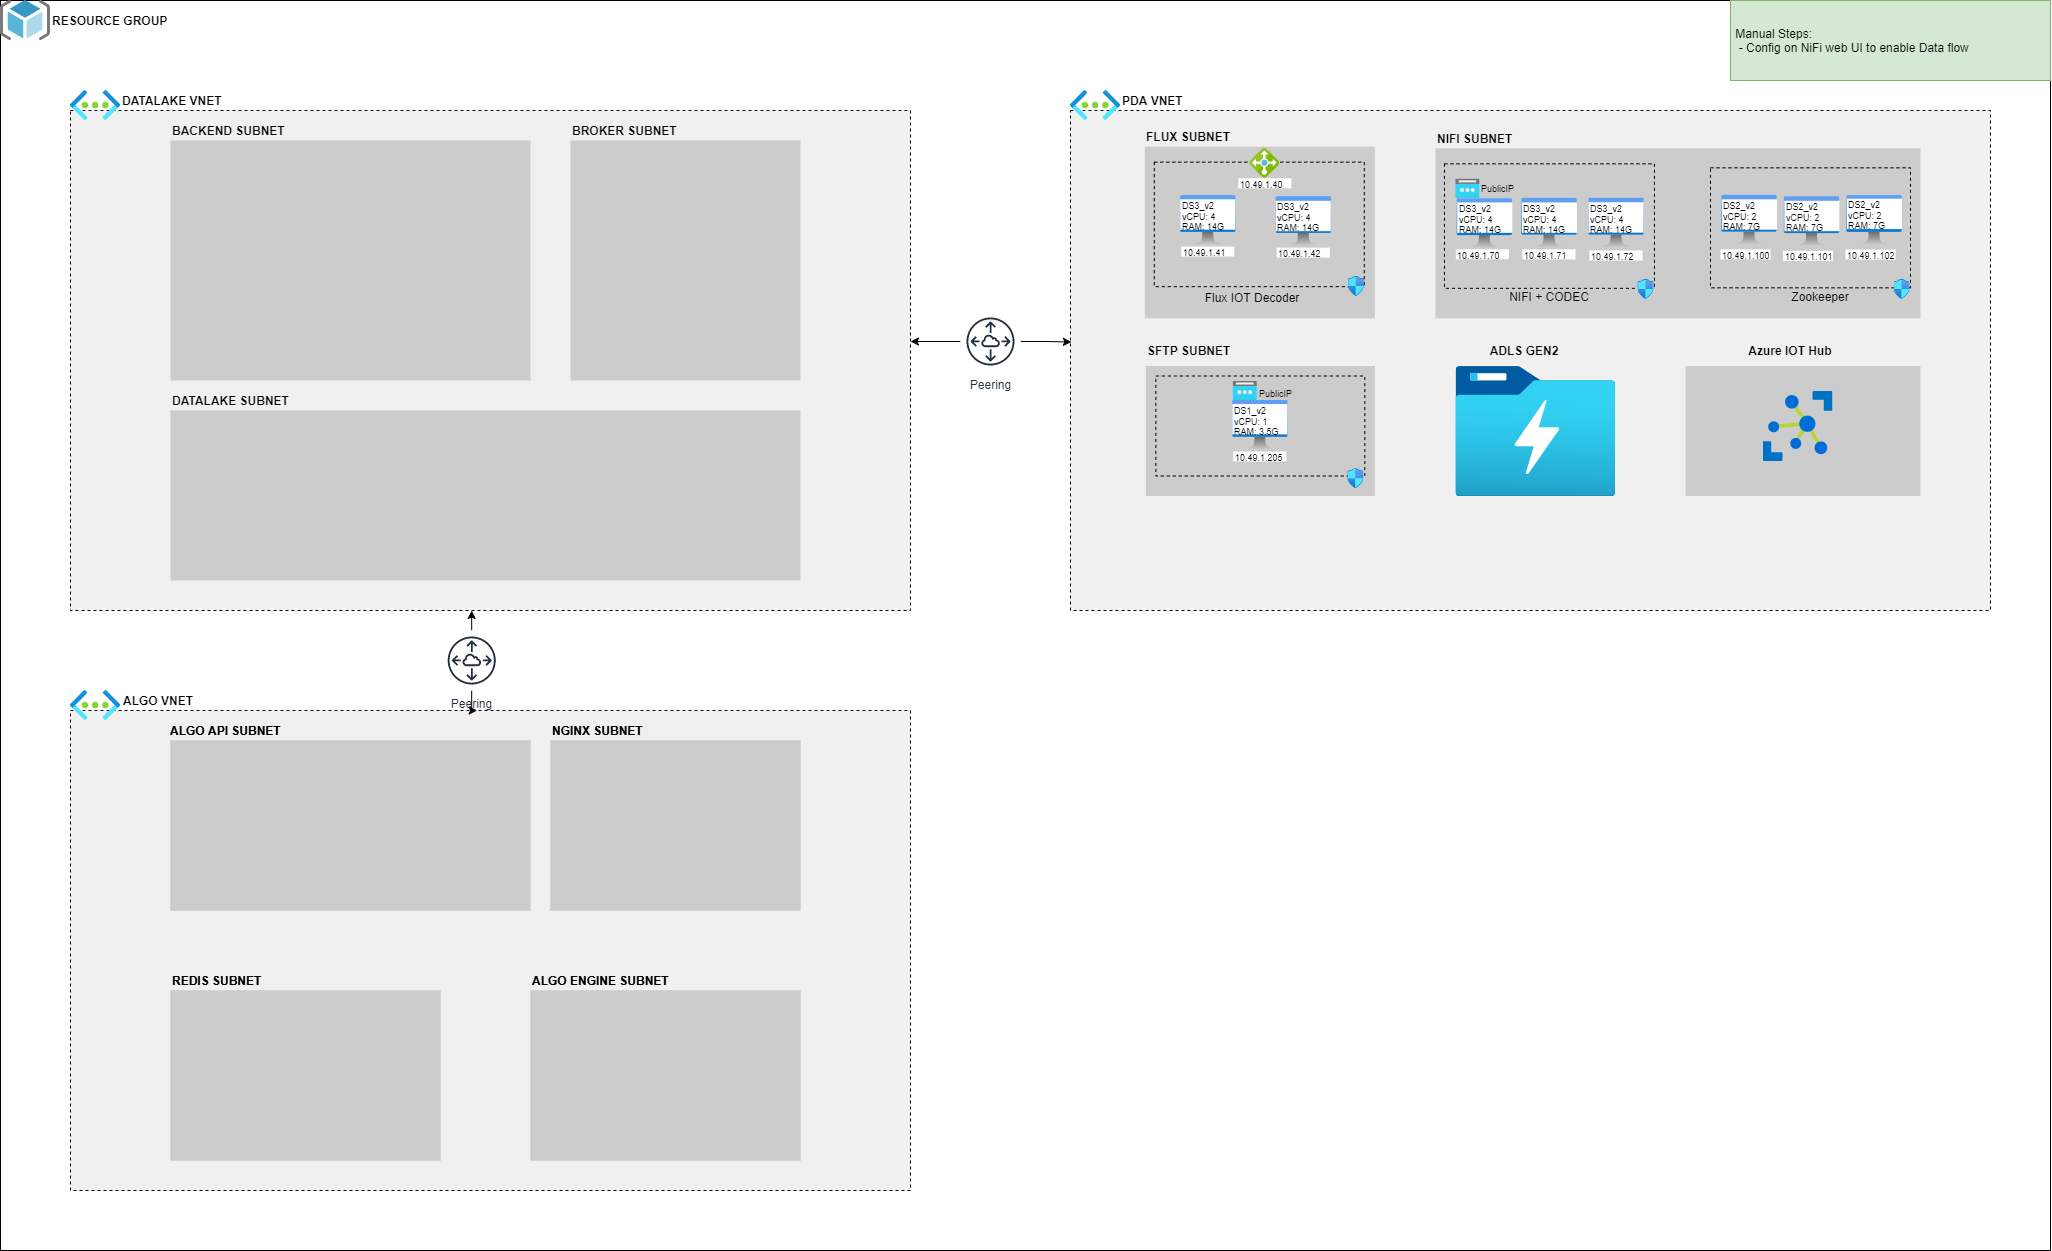 RESOURCE GROUP
Manual Steps:
- Config on NiFi web UI to enable Data flow
DATALAKE VNET
BACKEND SUBNET
BROKER SUBNET
DATALAKE SUBNET
Peering
PDA VNET
FLUX SUBNET
10.49.1.40
DS3_v2
vCPU: 4
RAM: 14G
10.49.1.41
DS3_v2
vCPU: 4
RAM: 14G
10.49.1.42
Flux IOT Decoder
NIFI SUBNET
PublicIP
DS3_v2
vCPU: 4
RAM: 14G
10.49.1.70
DS3_v2
vCPU: 4
RAM: 14G
10.49.1.71
DS3_v2
vCPU: 4
RAM: 14G
10.49.1.72
NIFI + CODEC
DS2_v2
vCPU: 2
RAM: 7G
10.49.1.100
DS2_v2
vCPU: 2
RAM: 7G
10.49.1.101
DS2_v2
vCPU: 2
RAM: 7G
10.49.1.102
Zookeeper
SFTP SUBNET
PublicIP
DS1_v2
vCPU: 1
RAM: 3.5G
10.49.1.205
ADLS GEN2
Azure IOT Hub
Peering
ALGO VNET
ALGO API SUBNET
NGINX SUBNET
REDIS SUBNET
ALGO ENGINE SUBNET